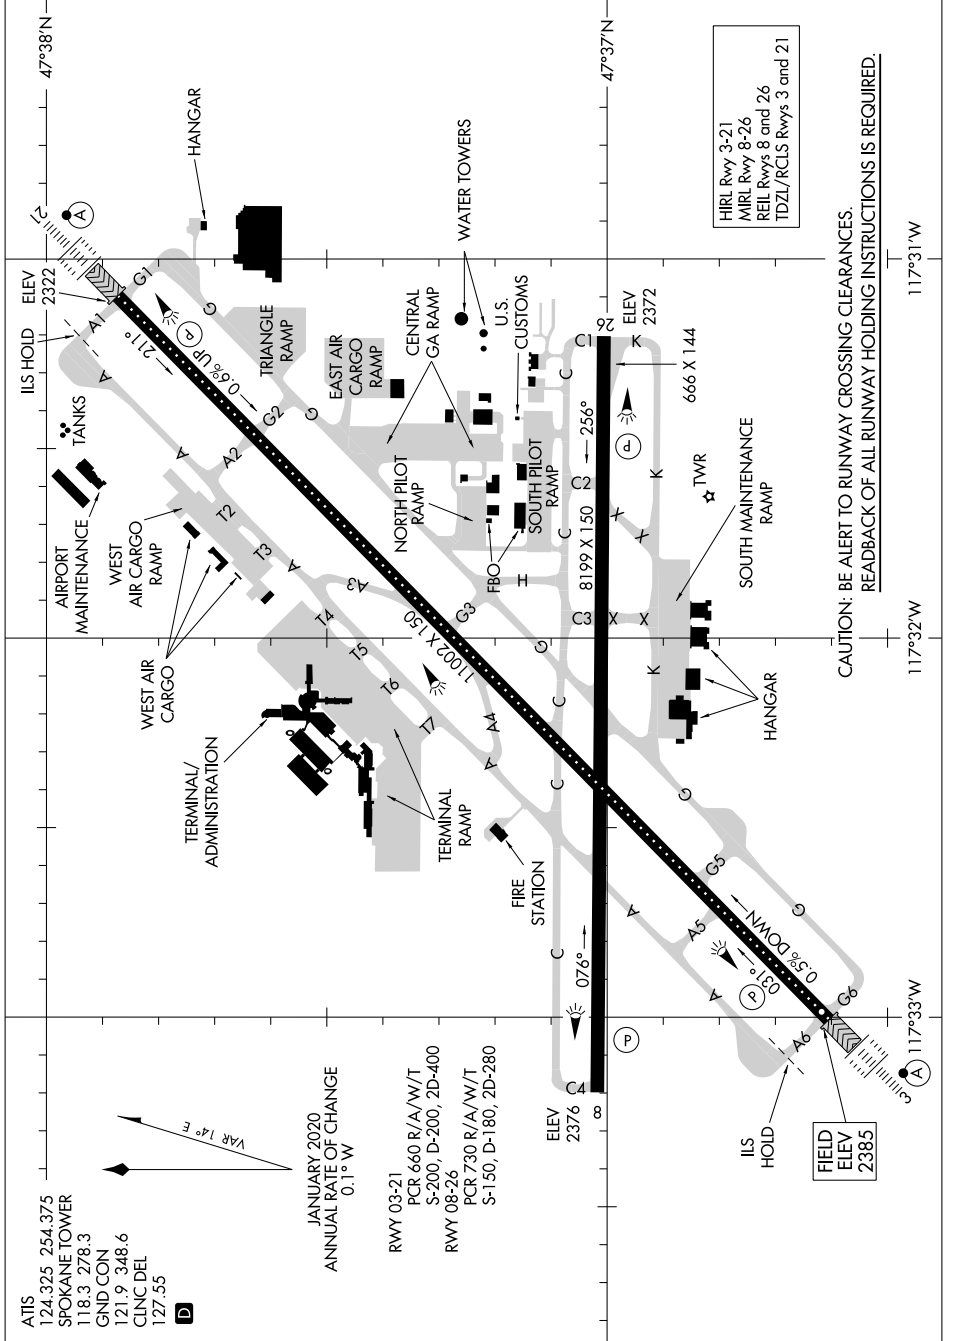 ATIS
124.325 254.375
SPOKANE TOWER
118.3 278.3
GND CON
121.9 348.6
CLNC DEL
127.55
D
VAR 14° E
JANUARY 2020
ANNUAL RATE OF CHANGE
0.1° W
RWY 03-21
PCR 660 R/A/W/T
S-200, D-200, 2D-400
RWY 08-26
PCR 730 R/A/W/T
S-150, D-180, 2D-280
47°38'N
47°37'N
117°31'W
117°32'W
117°33'W
HANGAR
WATER TOWERS
21
A
ELEV
2322
ILS HOLD
A1
G1
A
211°
P
0.6% UP
G
TRIANGLE
RAMP
EAST AIR
CARGO
RAMP
CENTRAL
GA RAMP
U.S.
CUSTOMS
TANKS
AIRPORT
MAINTENANCE
WEST
AIR CARGO
RAMP
WEST AIR
CARGO
A
A2
G2
G
T2
T3
A
A3
T4
T5
T6
T7
NORTH PILOT
RAMP
SOUTH PILOT
RAMP
FBO
H
G3
G
11002 X 150
A4
A
TERMINAL/
ADMINISTRATION
TERMINAL
RAMP
FIRE
STATION
C1
26
K
ELEV
2372
666 X 144
C
256°
P
C2
C
8199 X 150
X
X
K
TWR
SOUTH MAINTENANCE
RAMP
C3
X
X
K
C
C
HANGAR
G
G5
G
A
A5
A
C
076°
P
C4
ELEV
2376
8
0.5% DOWN
031°
P
G6
A6
ILS
HOLD
3
A
FIELD
ELEV
2385
HIRL Rwy 3-21
MIRL Rwy 8-26
REIL Rwys 8 and 26
TDZL/RCLS Rwys 3 and 21
CAUTION: BE ALERT TO RUNWAY CROSSING CLEARANCES.
READBACK OF ALL RUNWAY HOLDING INSTRUCTIONS IS REQUIRED.